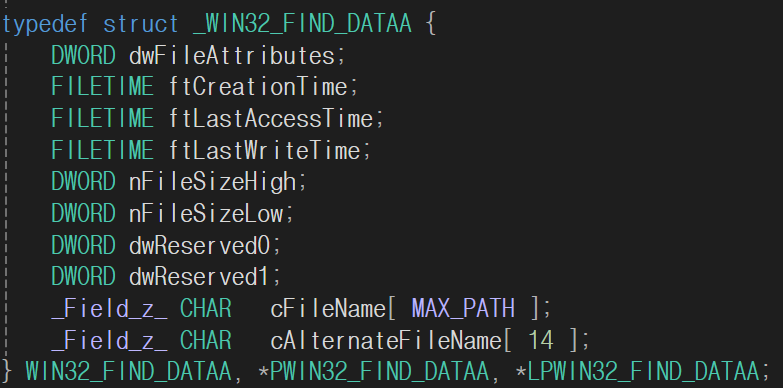 typedef struct _WIN32_FIND_DATAA {
    DWORD dwFileAttributes;
    FILETIME ftCreationTime;
    FILETIME ftLastAccessTime;
    FILETIME ftLastWriteTime;
    DWORD nFileSizeHigh;
    DWORD nFileSizeLow;
    DWORD dwReserved0;
    DWORD dwReserved1;
    _Field_z_ CHAR   cFileName[ MAX_PATH ];
    _Field_z_ CHAR   cAlternateFileName[ 14 ];
} WIN32_FIND_DATAA, *PWIN32_FIND_DATAA, *LPWIN32_FIND_DATAA;